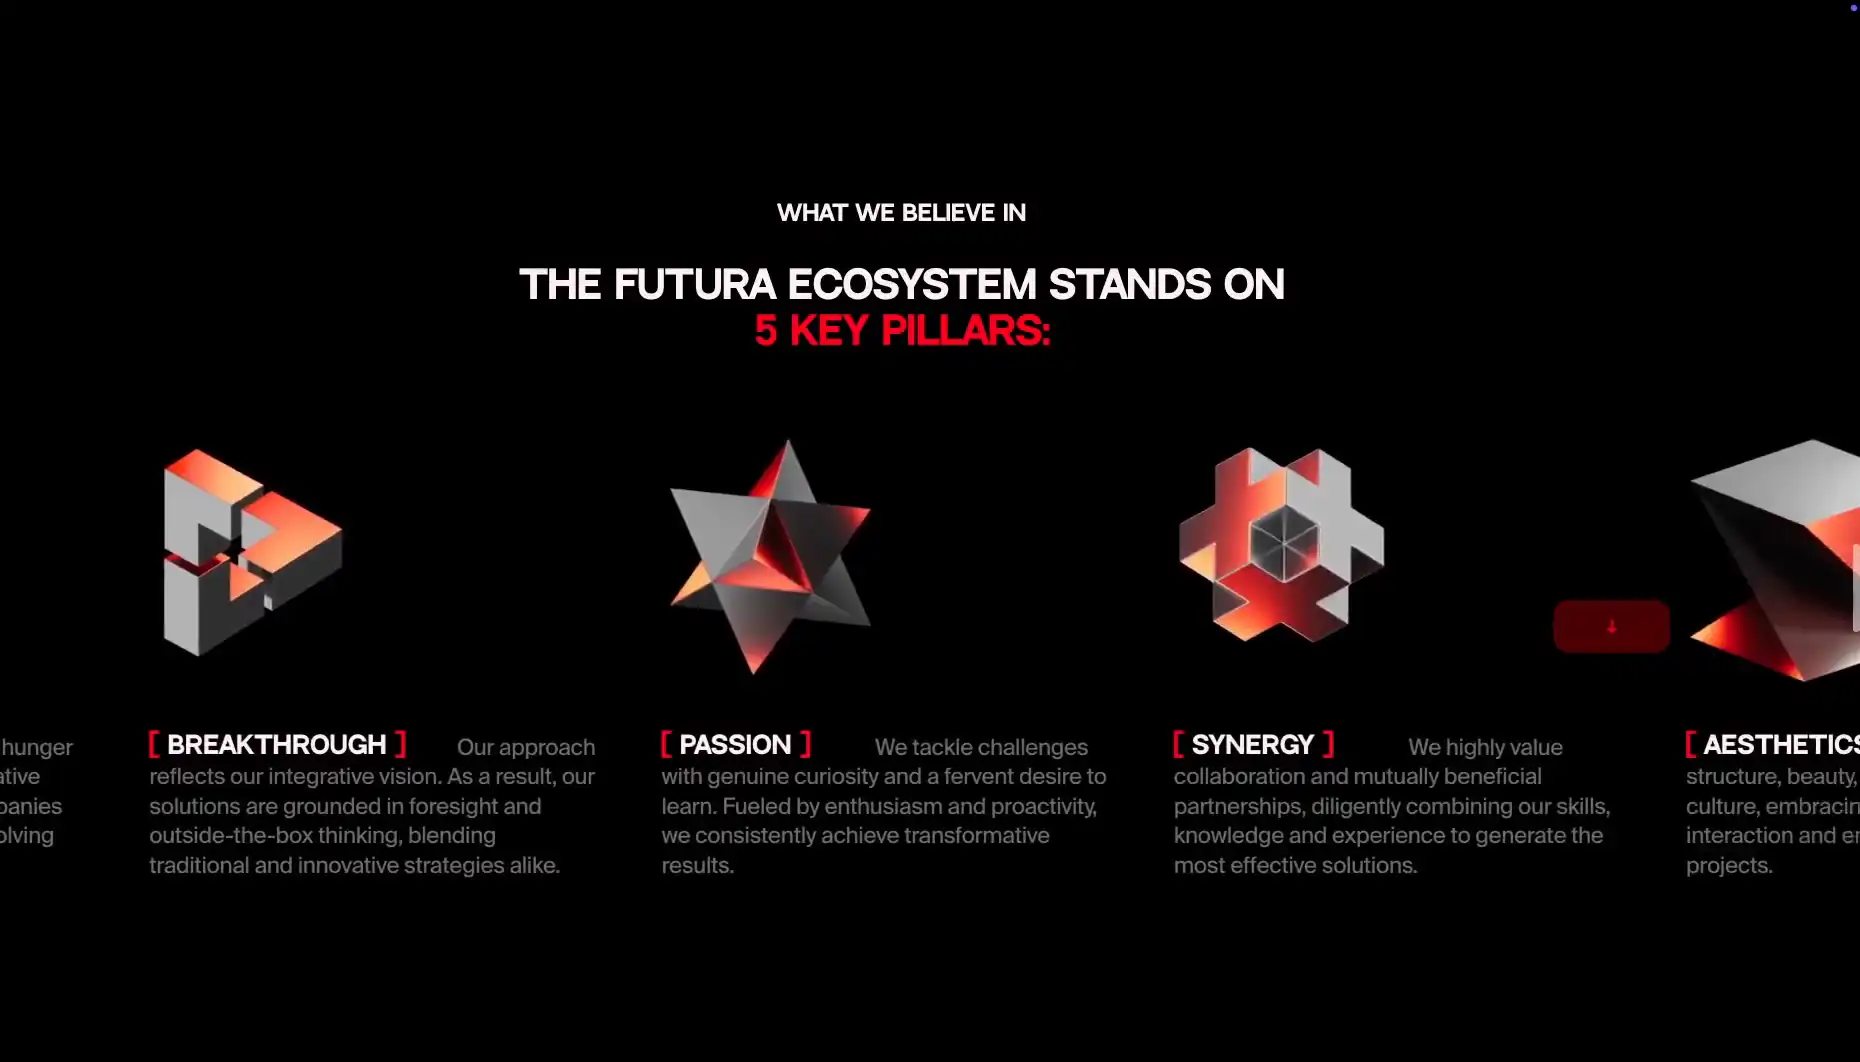 WHAT WE BELIEVE IN
THE FUTURA ECOSYSTEM STANDS ON
5 KEY PILLARS:
hunger
ative
panies
olving
[ BREAKTHROUGH ] Our approach
reflects our integrative vision. As a result, our
solutions are grounded in foresight and
outside-the-box thinking, blending
traditional and innovative strategies alike.
[ PASSION ] We tackle challenges
with genuine curiosity and a fervent desire to
learn. Fueled by enthusiasm and proactivity,
we consistently achieve transformative
results.
[ SYNERGY ] We highly value
collaboration and mutually beneficial
partnerships, diligently combining our skills,
knowledge and experience to generate the
most effective solutions.
[ AESTHETICS
structure, beauty,
culture, embracin
interaction and e
projects.